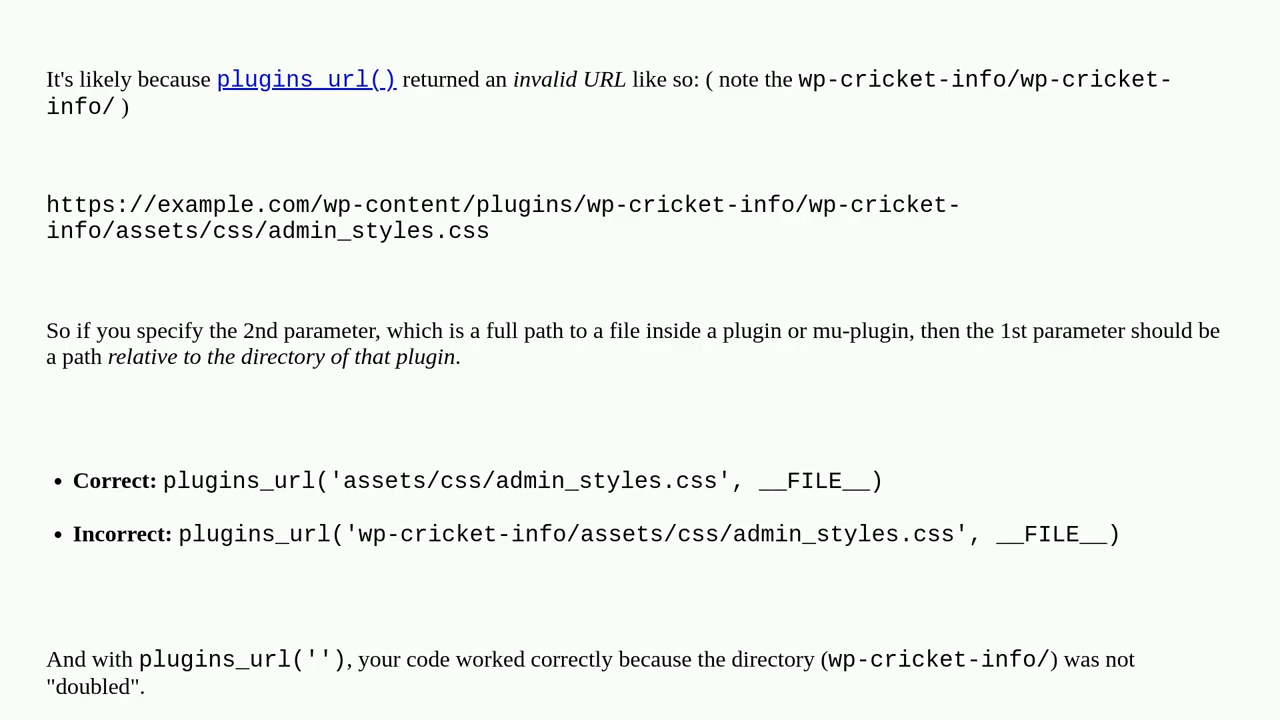 It's likely because plugins_url() returned an invalid URL like so: ( note the wp-cricket-info/wp-cricket-
info/ )
https://example.com/wp-content/plugins/wp-cricket-info/wp-cricket-
info/assets/css/admin_styles.css
So if you specify the 2nd parameter, which is a full path to a file inside a plugin or mu-plugin, then the 1st parameter should be
a path relative to the directory of that plugin.
• Correct: plugins_url('assets/css/admin_styles.css', __FILE__)
• Incorrect: plugins_url('wp-cricket-info/assets/css/admin_styles.css', __FILE__)
And with plugins_url(''), your code worked correctly because the directory (wp-cricket-info/) was not
"doubled".